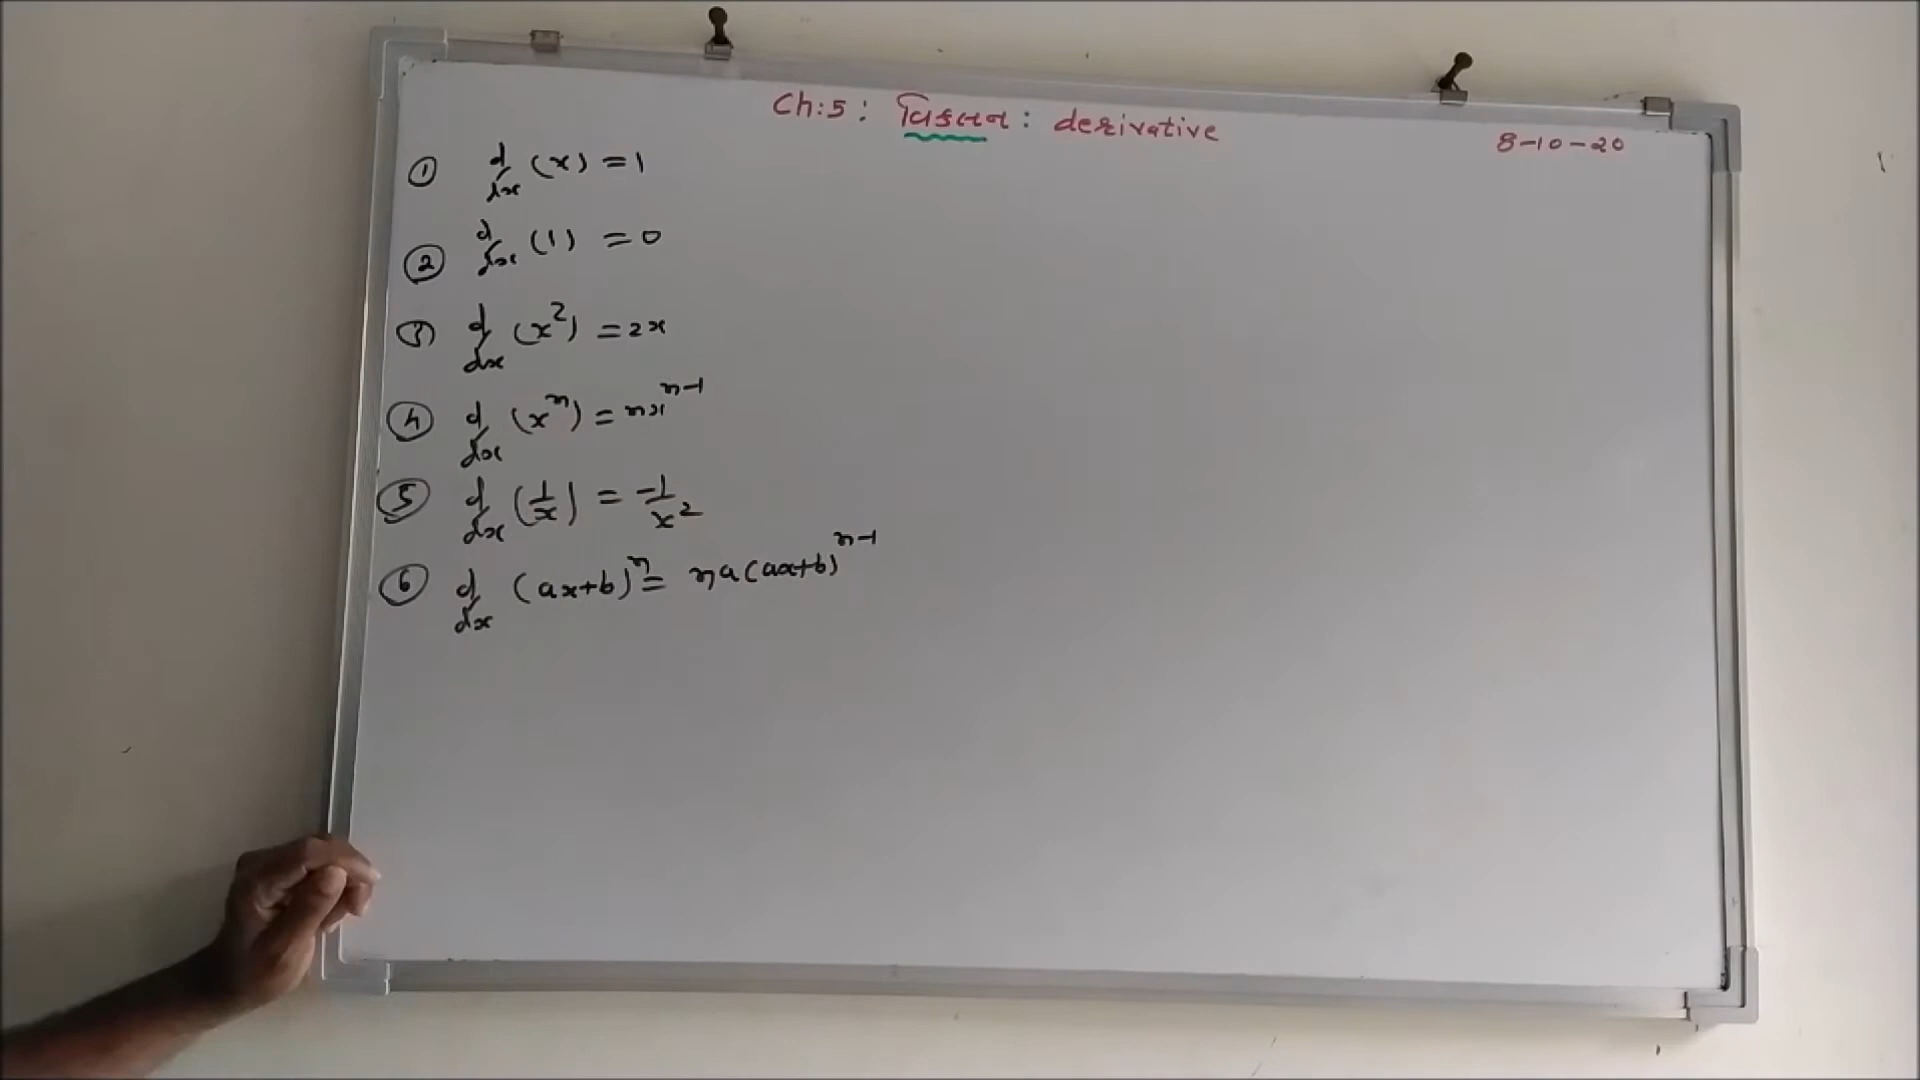 Ch:5 : વિકલન : derivative
8-10-20
① d/dx (x) = 1
② d/dx (1) = 0
③ d/dx (x²) = 2x
④ d/dx (xⁿ) = nxⁿ⁻¹
⑤ d/dx (1/x) = -1/x²
⑥ d/dx (ax+b)ⁿ = na(ax+b)ⁿ⁻¹